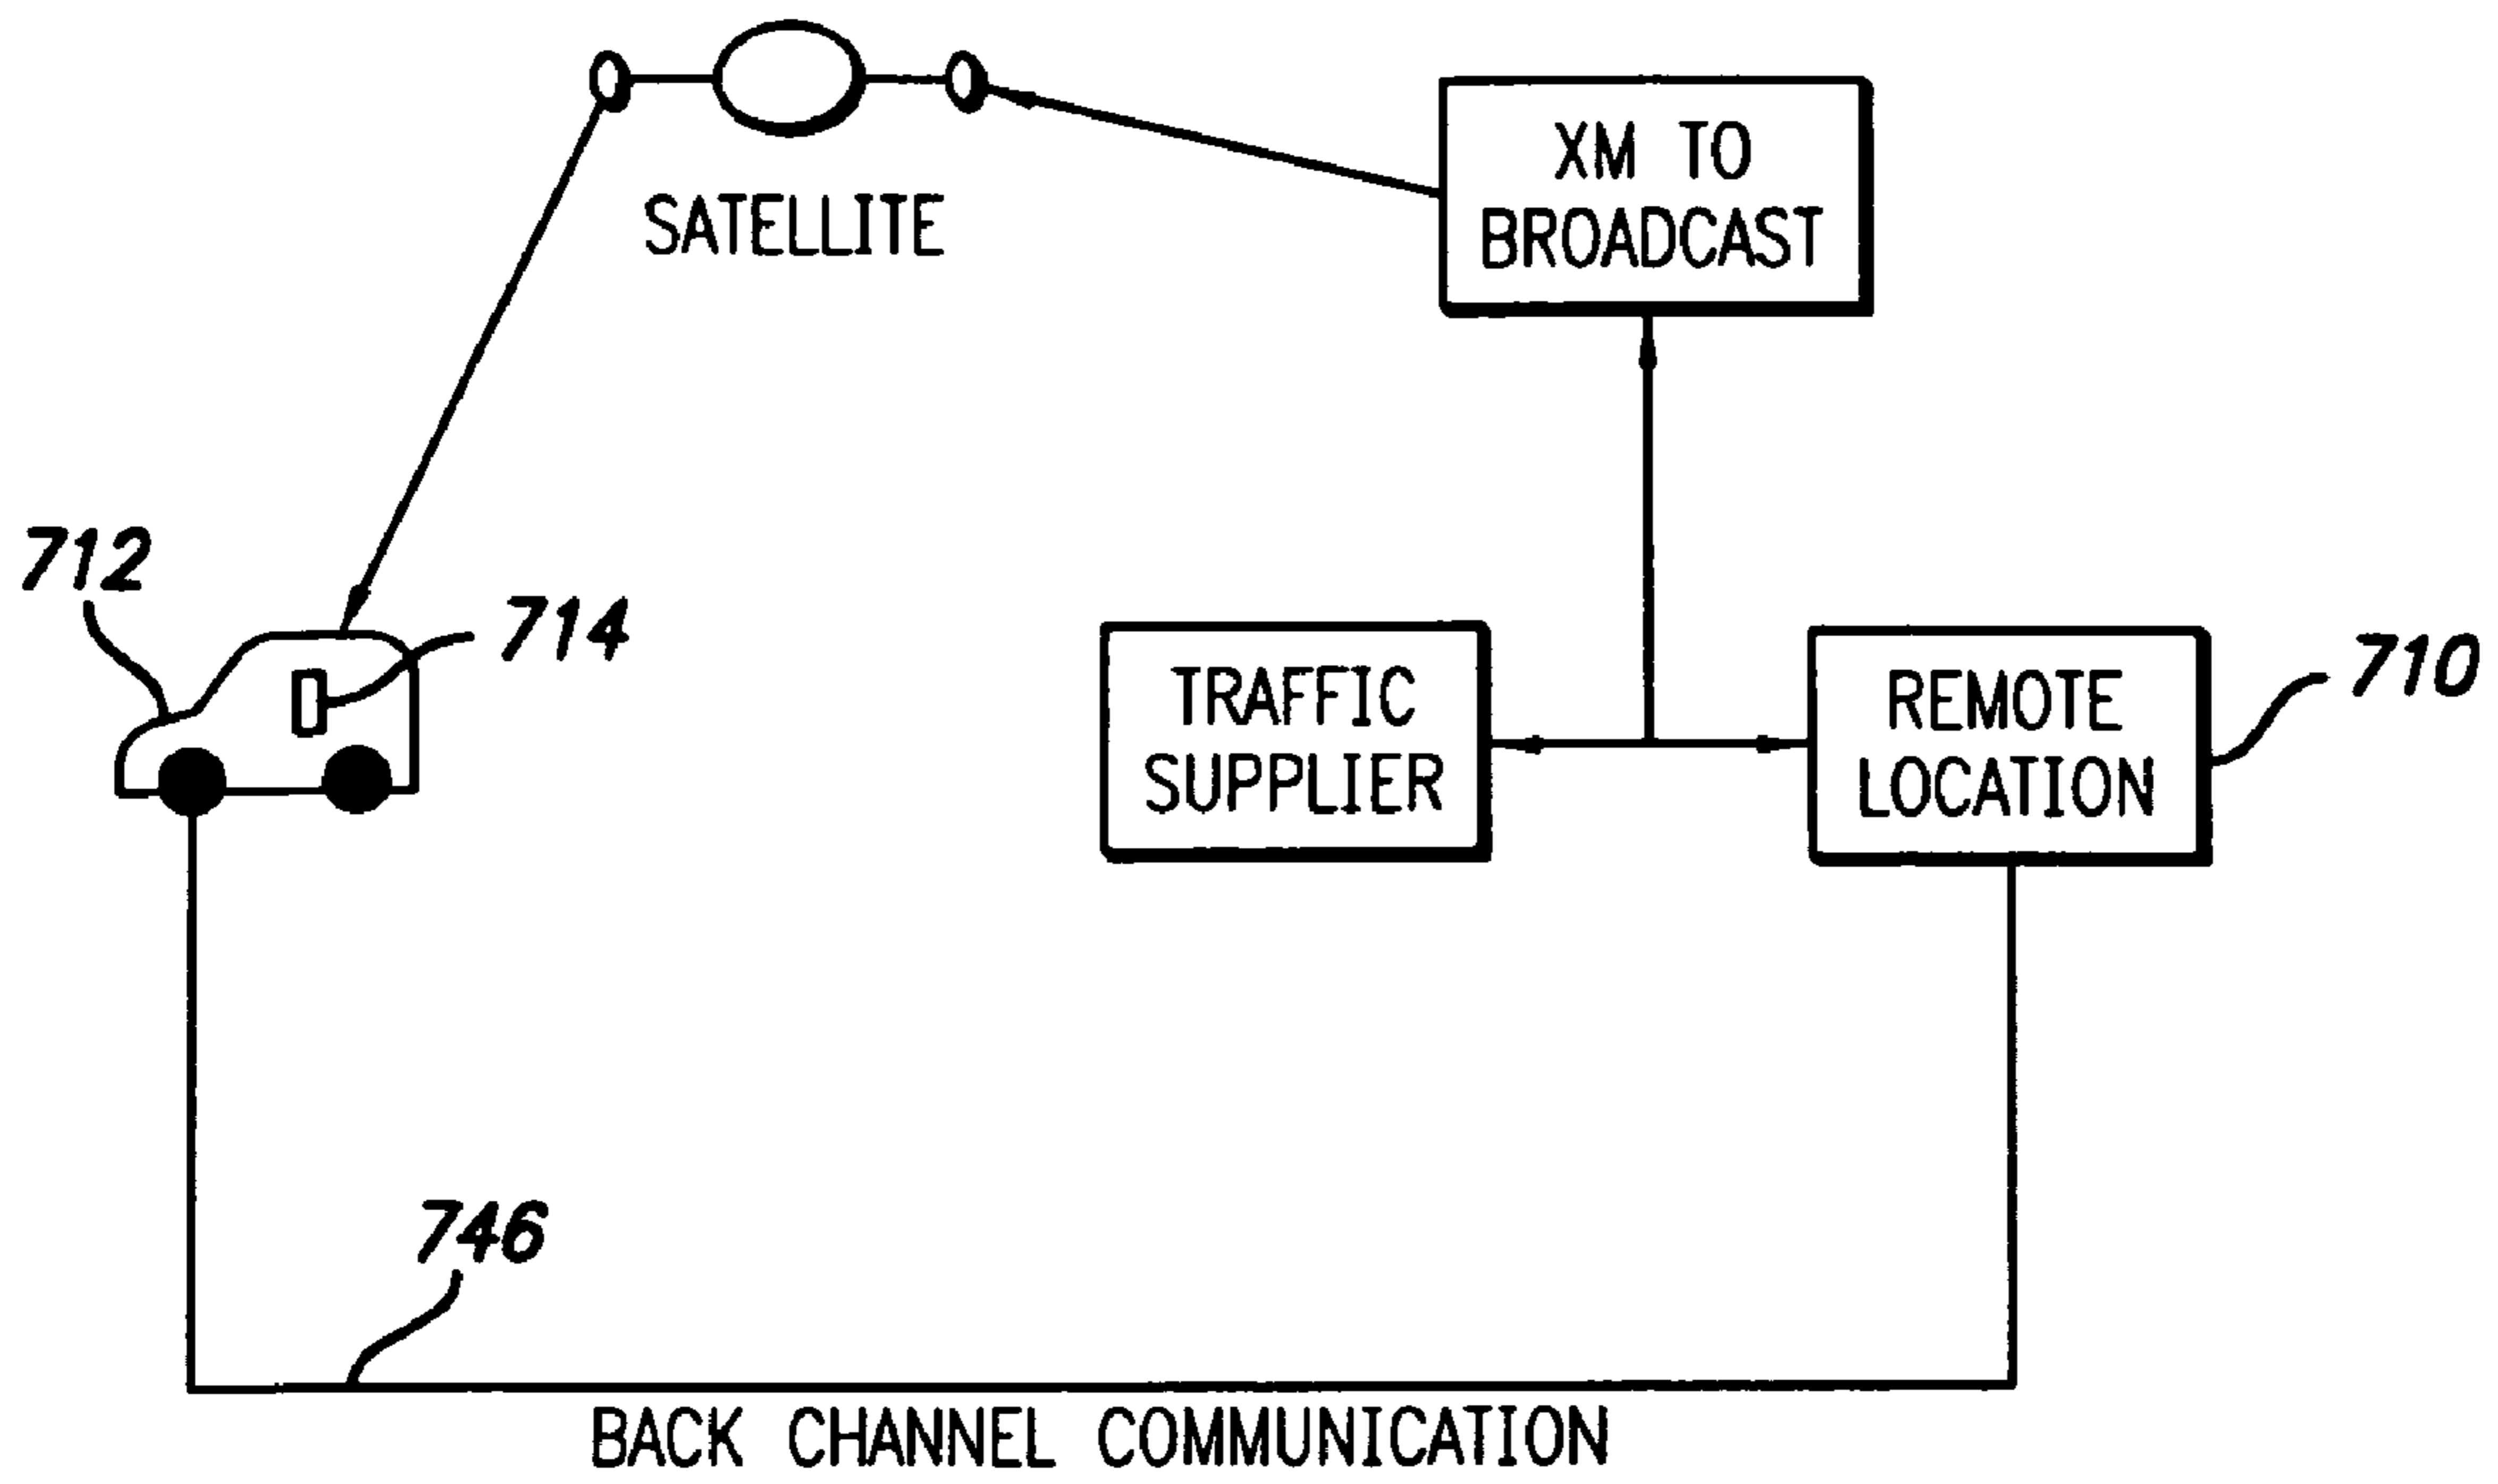 XM TO
BROADCAST
SATELLITE
712
714
TRAFFIC
SUPPLIER
REMOTE
LOCATION
710
746
BACK CHANNEL COMMUNICATION